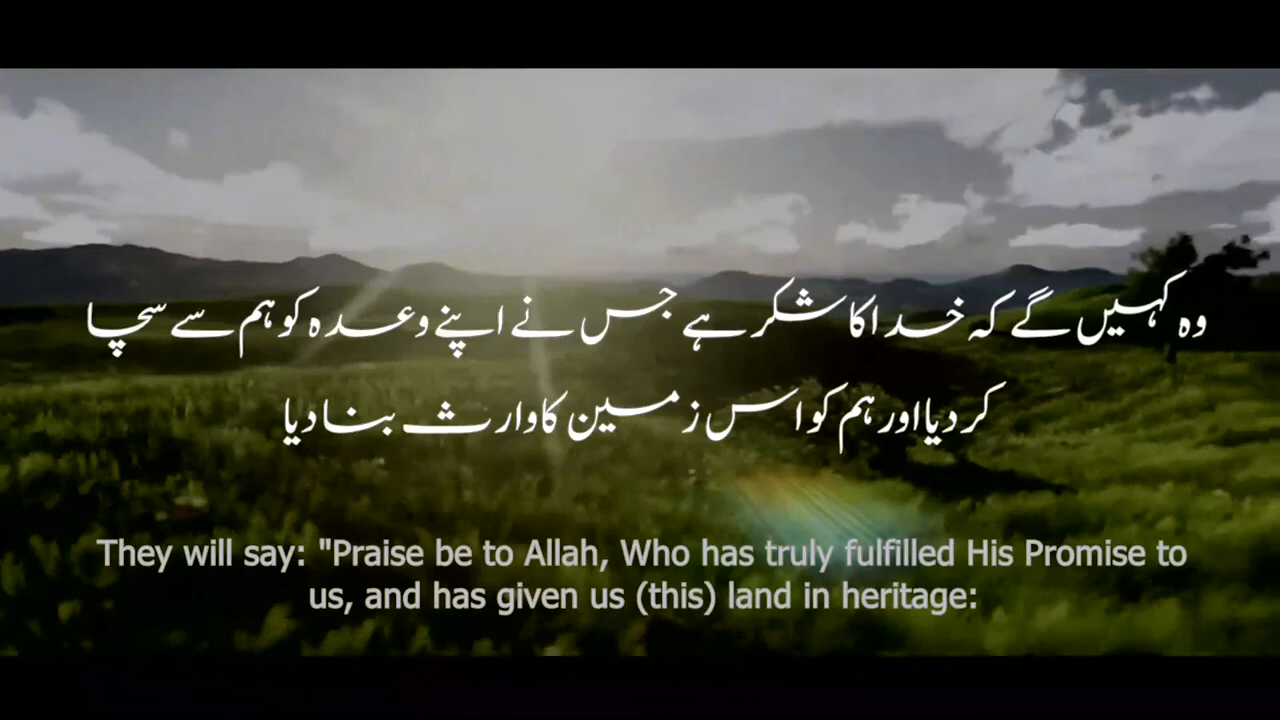 وہ کہیں گے کہ خدا کا شکر ہے جس نے اپنے وعدہ کو ہم سے سچا
کر دیا اور ہم کو اس زمین کا وارث بنا دیا
They will say: "Praise be to Allah, Who has truly fulfilled His Promise to
us, and has given us (this) land in heritage: